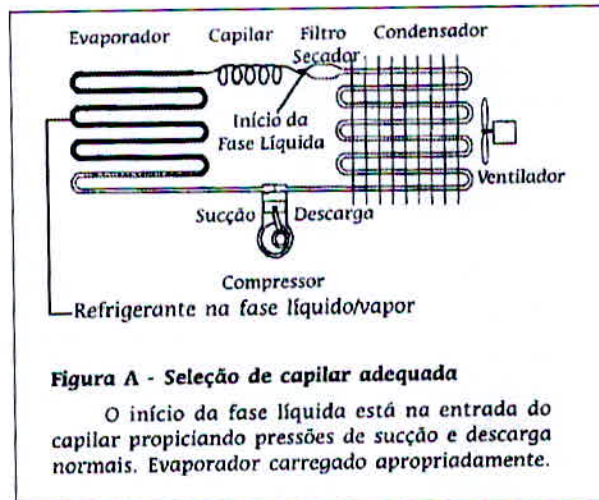 Evaporador
Capilar
Filtro
Secador
Condensador
Início da
Fase Líquida
Ventilador
Sucção
Descarga
Compressor
Refrigerante na fase líquido/vapor
Figura A - Seleção de capilar adequada
O início da fase líquida está na entrada do
capilar propiciando pressões de sucção e descarga
normais. Evaporador carregado apropriadamente.